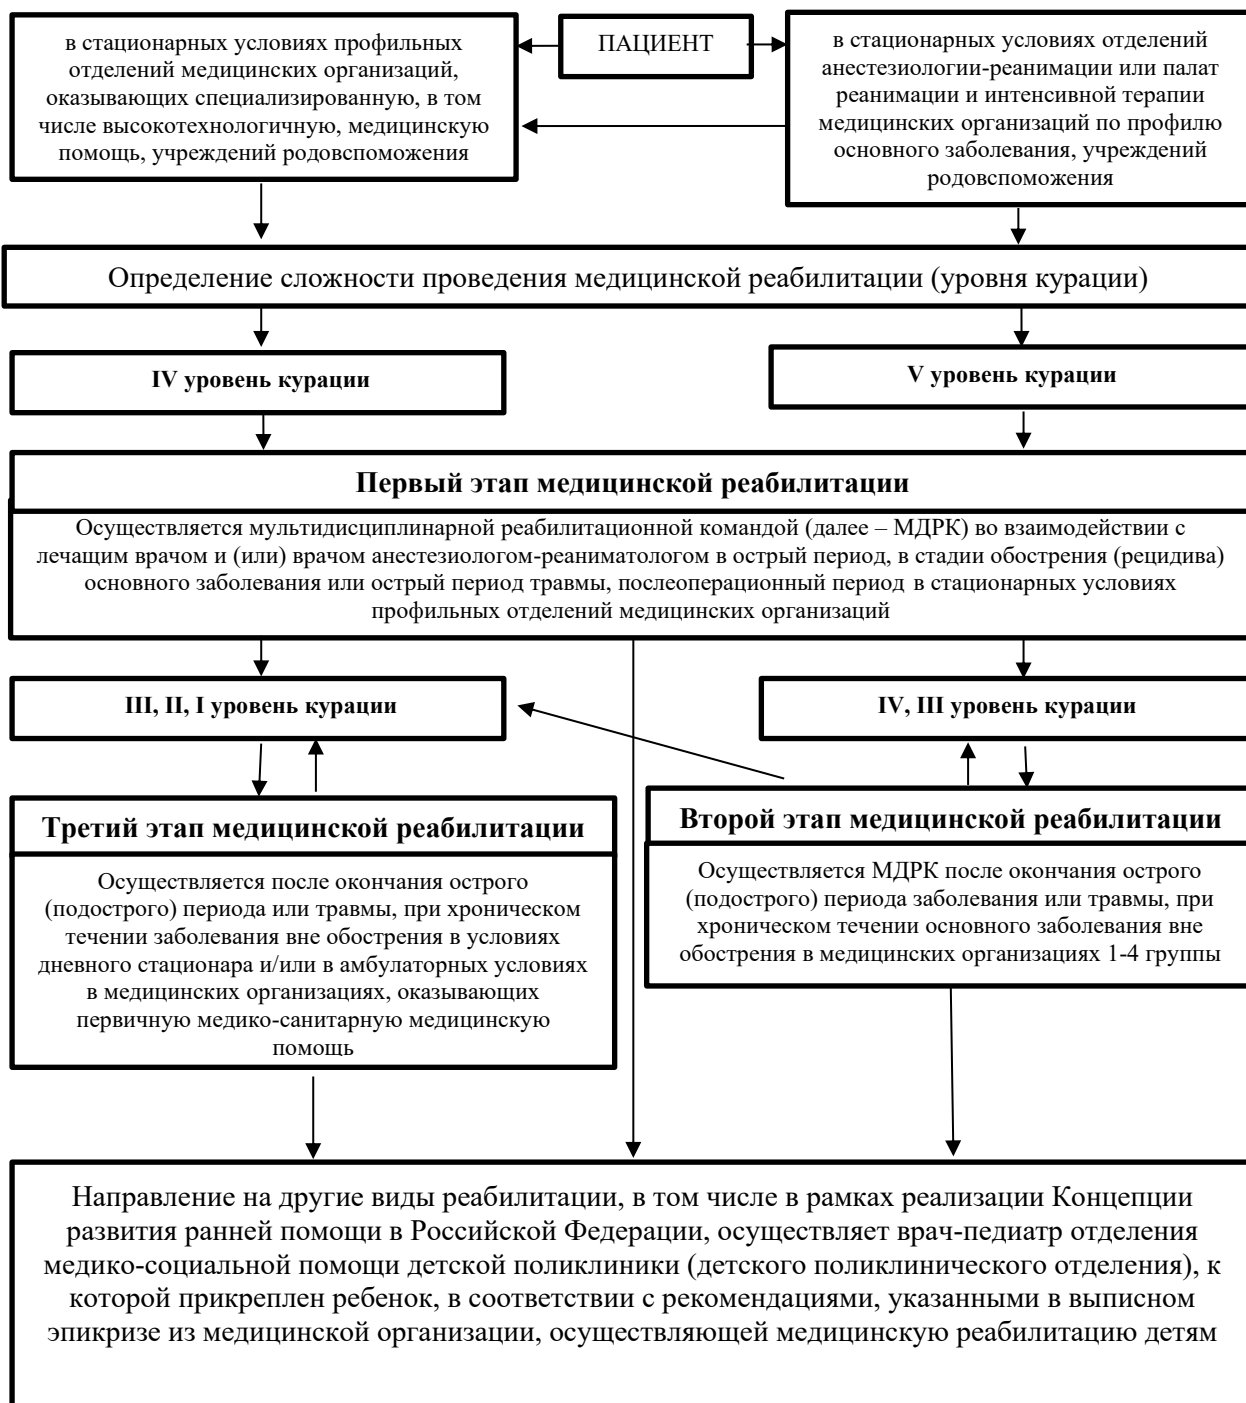 ПАЦИЕНТ
в стационарных условиях профильных
отделений медицинских организаций,
оказывающих специализированную, в том
числе высокотехнологичную, медицинскую
помощь, учреждений родовспоможения
в стационарных условиях отделений
анестезиологии-реанимации или палат
реанимации и интенсивной терапии
медицинских организаций по профилю
основного заболевания, учреждений
родовспоможения
Определение сложности проведения медицинской реабилитации (уровня курации)
IV уровень курации
V уровень курации
Первый этап медицинской реабилитации
Осуществляется мультидисциплинарной реабилитационной командой (далее – МДРК) во взаимодействии с
лечащим врачом и (или) врачом анестезиологом-реаниматологом в острый период, в стадии обострения (рецидива)
основного заболевания или острый период травмы, послеоперационный период в стационарных условиях
профильных отделений медицинских организаций
III, II, I уровень курации
IV, III уровень курации
Третий этап медицинской реабилитации
Осуществляется после окончания острого
(подострого) периода или травмы, при хроническом
течении заболевания вне обострения в условиях
дневного стационара и/или в амбулаторных условиях
в медицинских организациях, оказывающих
первичную медико-санитарную медицинскую
помощь
Второй этап медицинской реабилитации
Осуществляется МДРК после окончания острого
(подострого) периода заболевания или травмы, при
хроническом течении основного заболевания вне
обострения в медицинских организациях 1-4 группы
Направление на другие виды реабилитации, в том числе в рамках реализации Концепции
развития ранней помощи в Российской Федерации, осуществляет врач-педиатр отделения
медико-социальной помощи детской поликлиники (детского поликлинического отделения), к
которой прикреплен ребенок, в соответствии с рекомендациями, указанными в выписном
эпикризе из медицинской организации, осуществляющей медицинскую реабилитацию детям